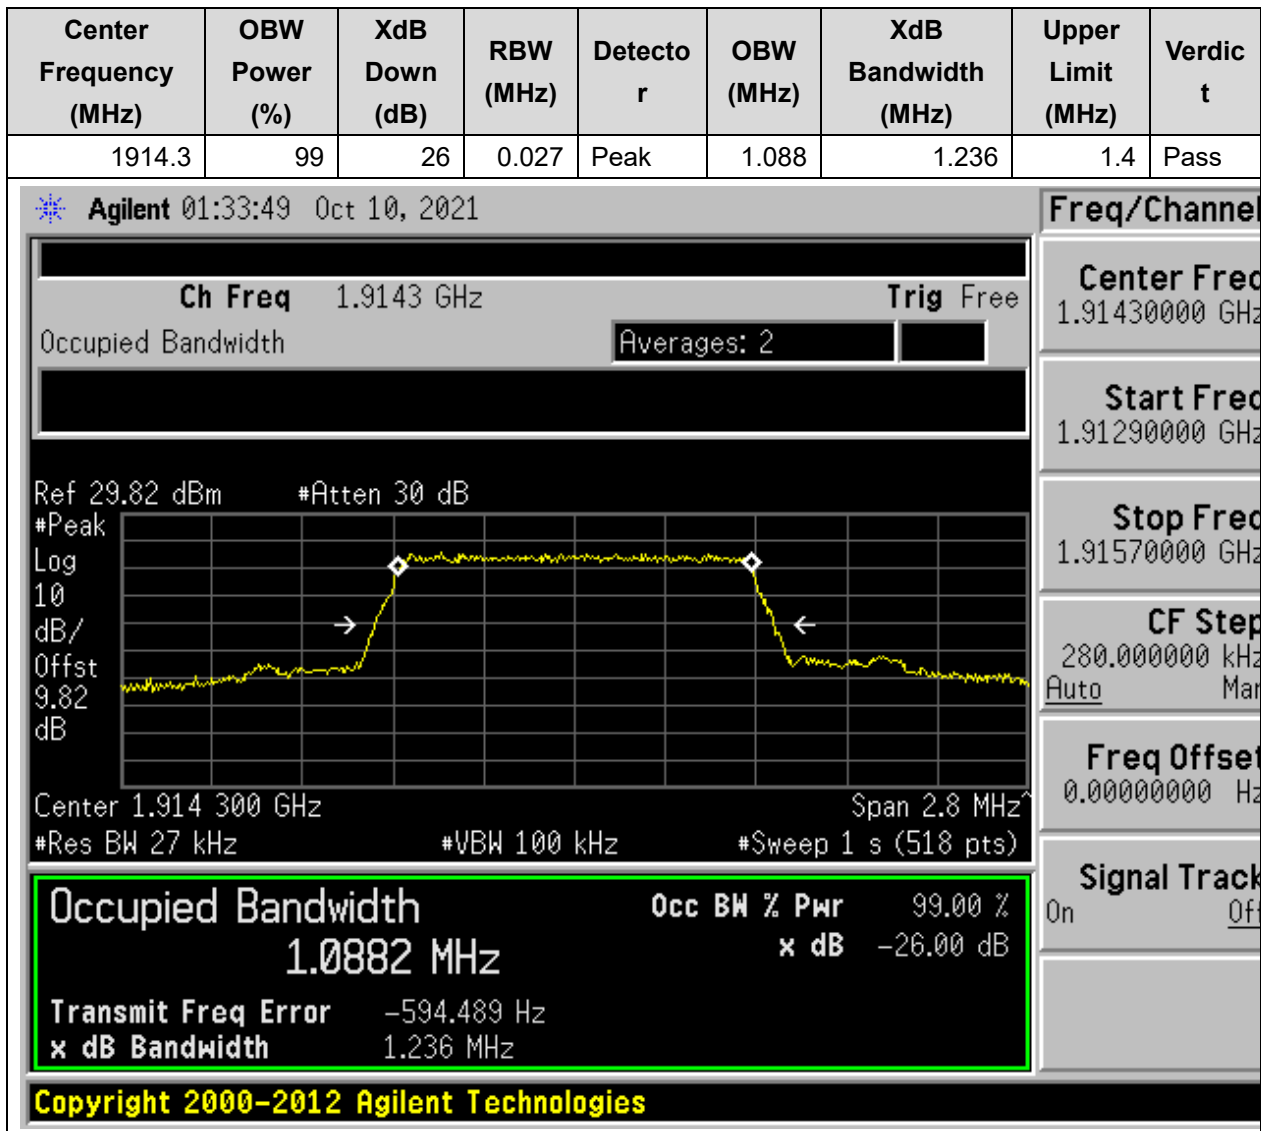 Center Frequency (MHz) OBW Power (%) XdB Down (dB) RBW (MHz) Detector OBW (MHz) XdB Bandwidth (MHz) Upper Limit (MHz) Verdict
1914.3 99 26 0.027 Peak 1.088 1.236 1.4 Pass
Agilent 01:33:49 Oct 10, 2021
Freq/Channel
Ch Freq 1.9143 GHz Trig Free
Occupied Bandwidth Averages: 2
Center Freq
1.91430000 GHz
Start Freq
1.91290000 GHz
Stop Freq
1.91570000 GHz
CF Step
280.000000 kHz
Auto Man
Freq Offset
0.00000000 Hz
Signal Track
On Off
Ref 29.82 dBm #Atten 30 dB
#Peak
Log
10
dB/
Offst
9.82
dB
Center 1.914 300 GHz Span 2.8 MHz^
#Res BW 27 kHz #VBW 100 kHz #Sweep 1 s (518 pts)
Occupied Bandwidth
1.0882 MHz
Occ BW % Pwr 99.00 %
x dB -26.00 dB
Transmit Freq Error -594.489 Hz
x dB Bandwidth 1.236 MHz
Copyright 2000-2012 Agilent Technologies